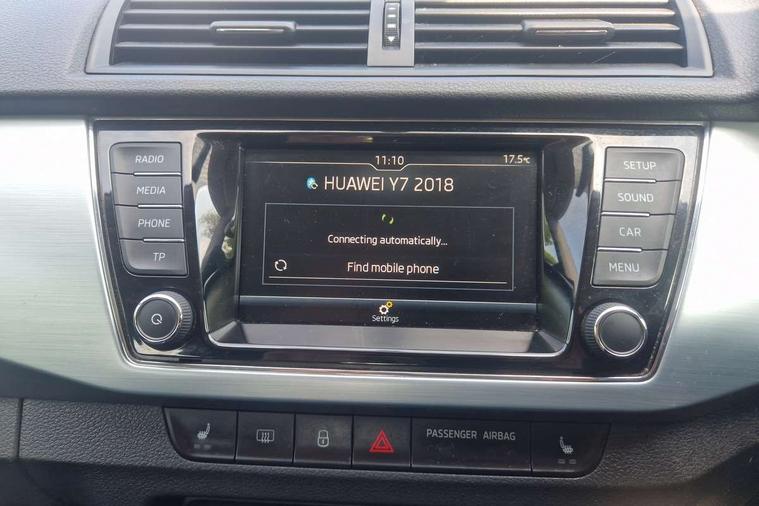 RADIO
MEDIA
PHONE
TP
11:10
17.5°C
HUAWEI Y7 2018
Connecting automatically...
Find mobile phone
Settings
SETUP
SOUND
CAR
MENU
PASSENGER AIRBAG